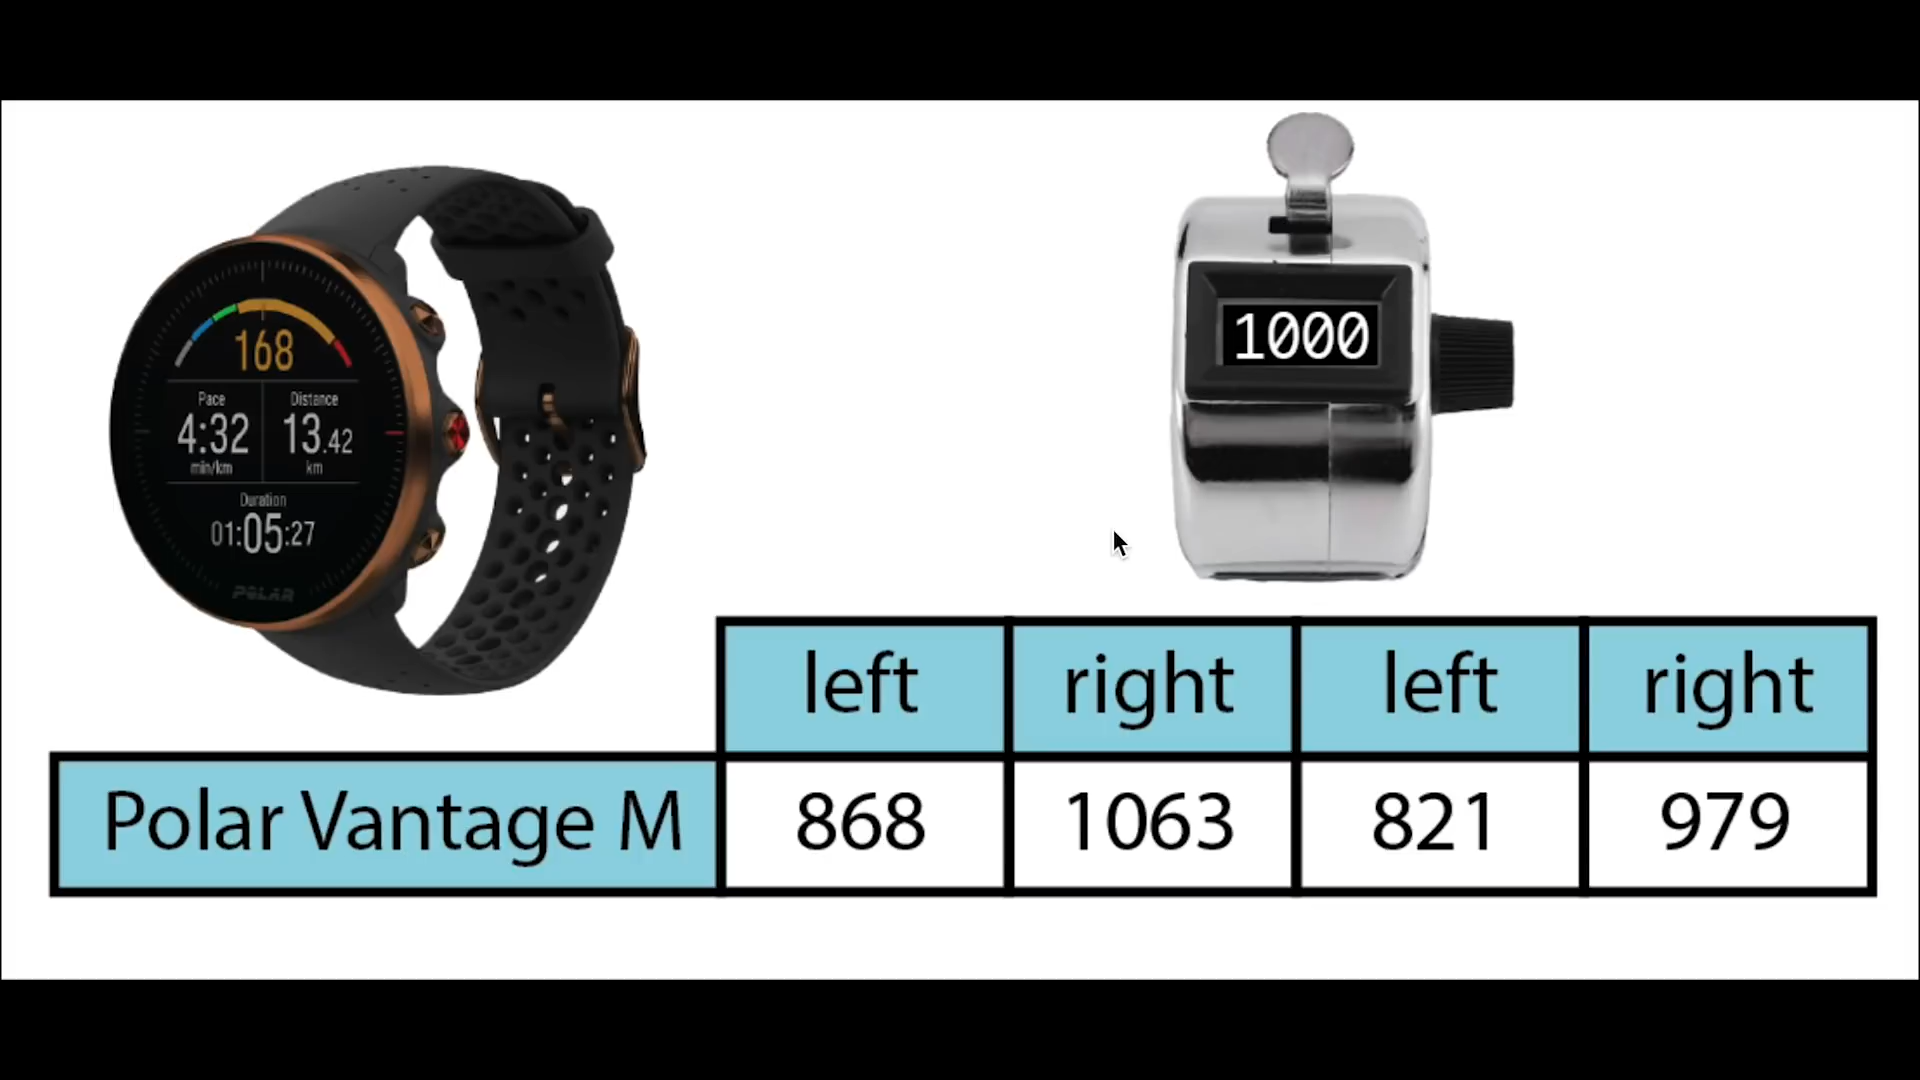 168
Pace
Distance
4:32
13.42
min/km
km
Duration
01:05:27
POLAR
1000
left right left right
Polar Vantage M 868 1063 821 979